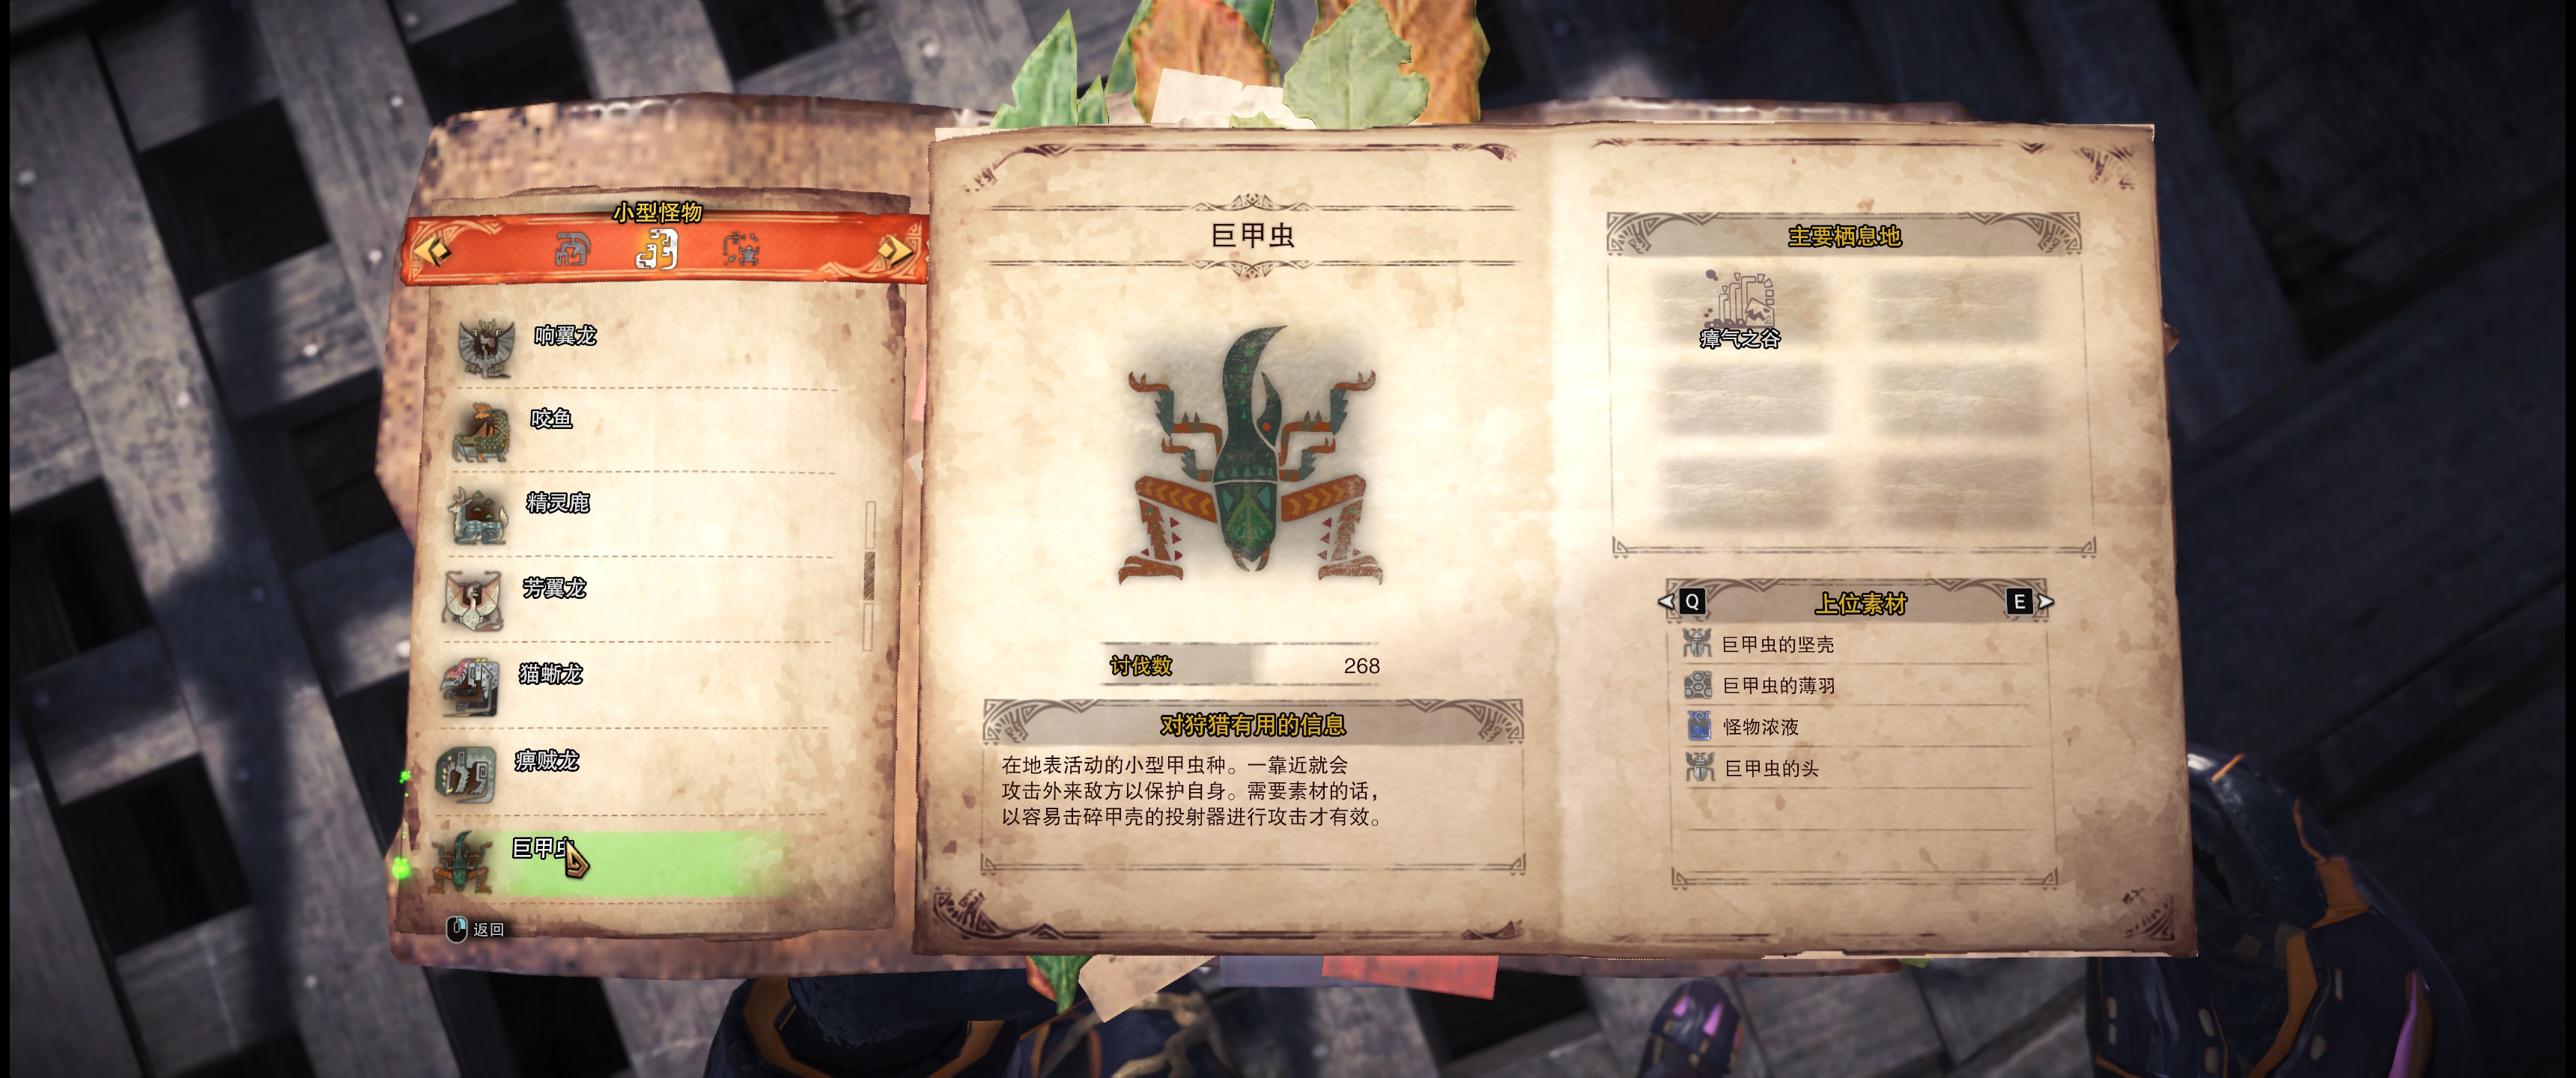 小型怪物
响翼龙
咬鱼
精灵鹿
芳翼龙
猫蜥龙
痹贼龙
巨甲虫
返回
巨甲虫
讨伐数 268
对狩猎有用的信息
在地表活动的小型甲虫种。一靠近就会
攻击外来敌方以保护自身。需要素材的话，
以容易击碎甲壳的投射器进行攻击才有效。
主要栖息地
瘴气之谷
Q 上位素材 E
巨甲虫的坚壳
巨甲虫的薄羽
怪物浓液
巨甲虫的头